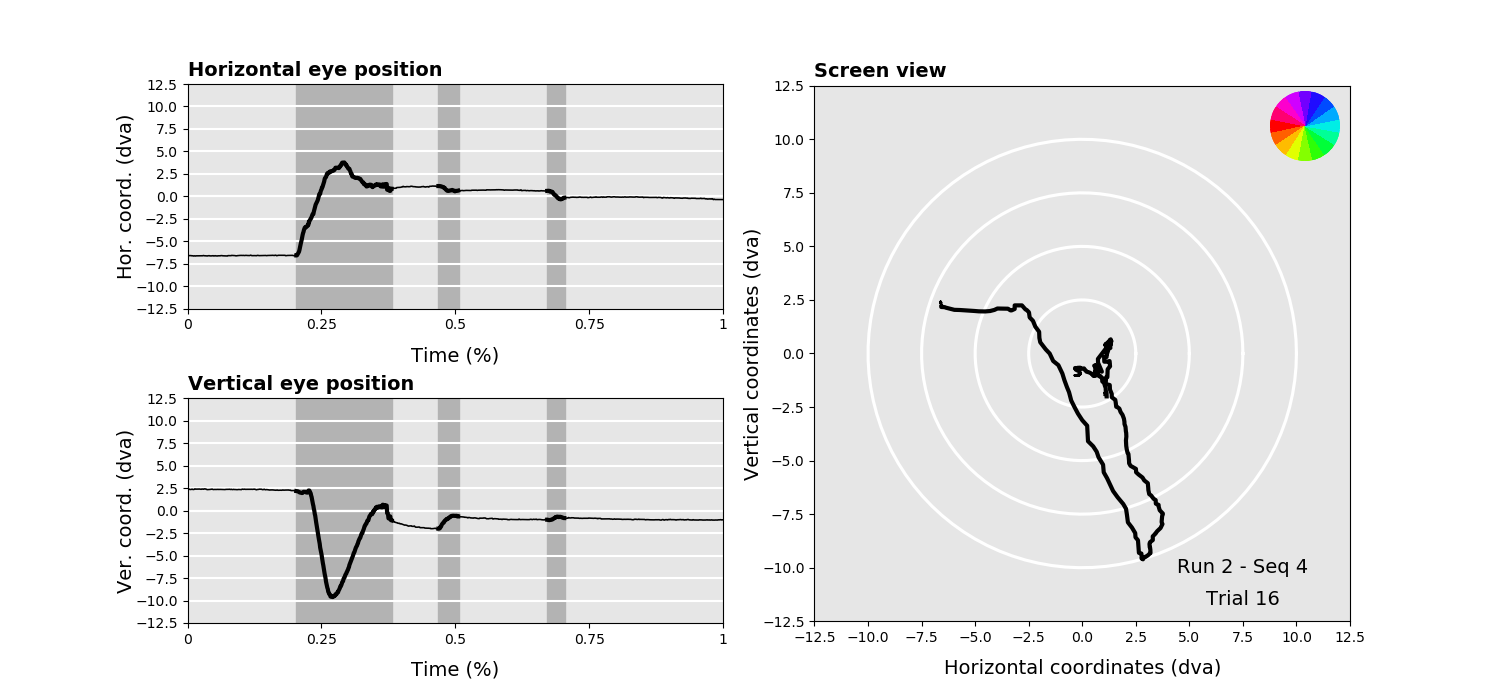 Horizontal eye position
Hor. coord. (dva)
12.5
10.0
7.5
5.0
2.5
0.0
−2.5
−5.0
−7.5
−10.0
−12.5
0 0.25 0.5 0.75 1
Time (%)
Vertical eye position
Ver. coord. (dva)
12.5
10.0
7.5
5.0
2.5
0.0
−2.5
−5.0
−7.5
−10.0
−12.5
0 0.25 0.5 0.75 1
Time (%)
Screen view
Vertical coordinates (dva)
12.5
10.0
7.5
5.0
2.5
0.0
−2.5
−5.0
−7.5
−10.0
−12.5
Run 2 - Seq 4
Trial 16
−12.5 −10.0 −7.5 −5.0 −2.5 0.0 2.5 5.0 7.5 10.0 12.5
Horizontal coordinates (dva)